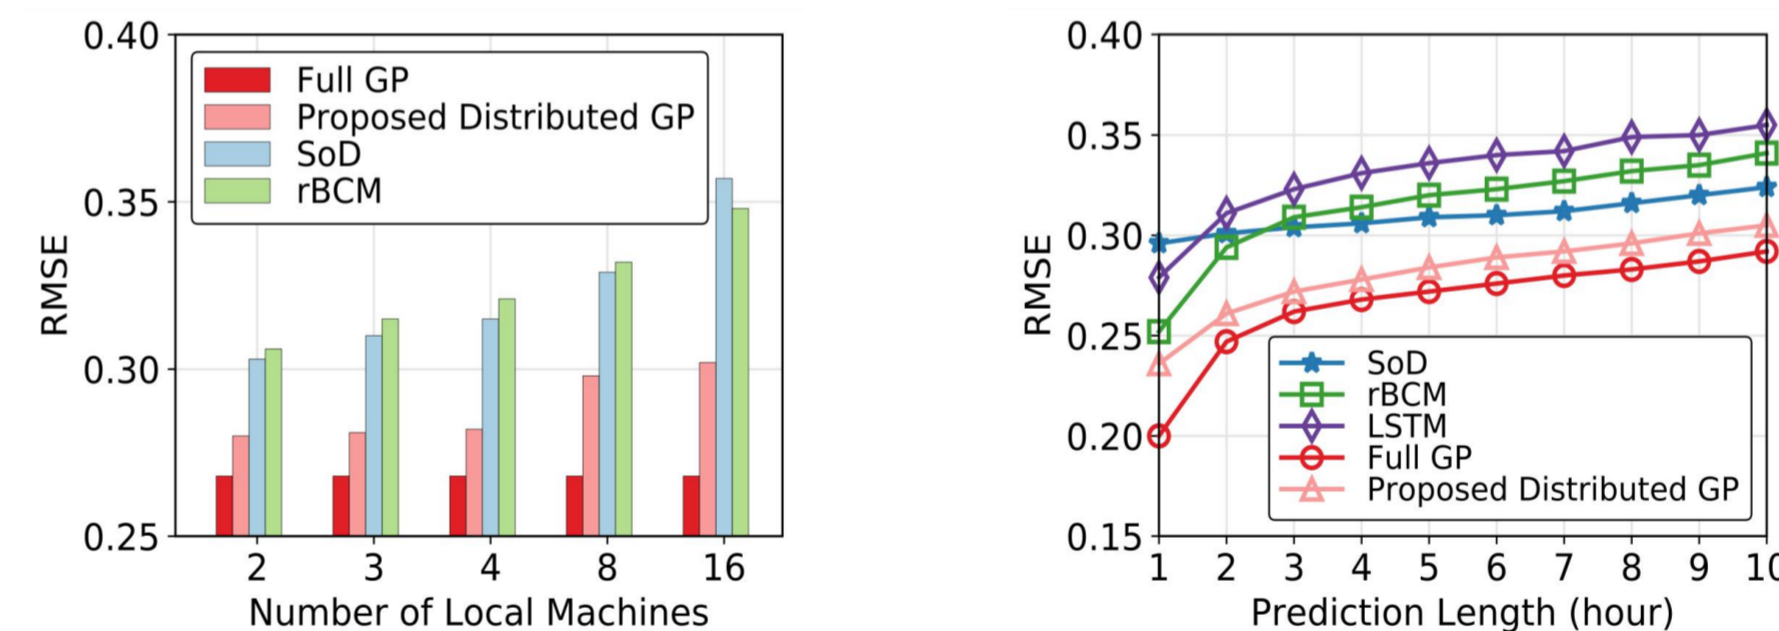 0.40
0.35
0.30
0.25
RMSE
Full GP
Proposed Distributed GP
SoD
rBCM
2 3 4 8 16
Number of Local Machines
0.40
0.35
0.30
0.25
0.20
0.15
RMSE
SoD
rBCM
LSTM
Full GP
Proposed Distributed GP
1 2 3 4 5 6 7 8 9 10
Prediction Length (hour)